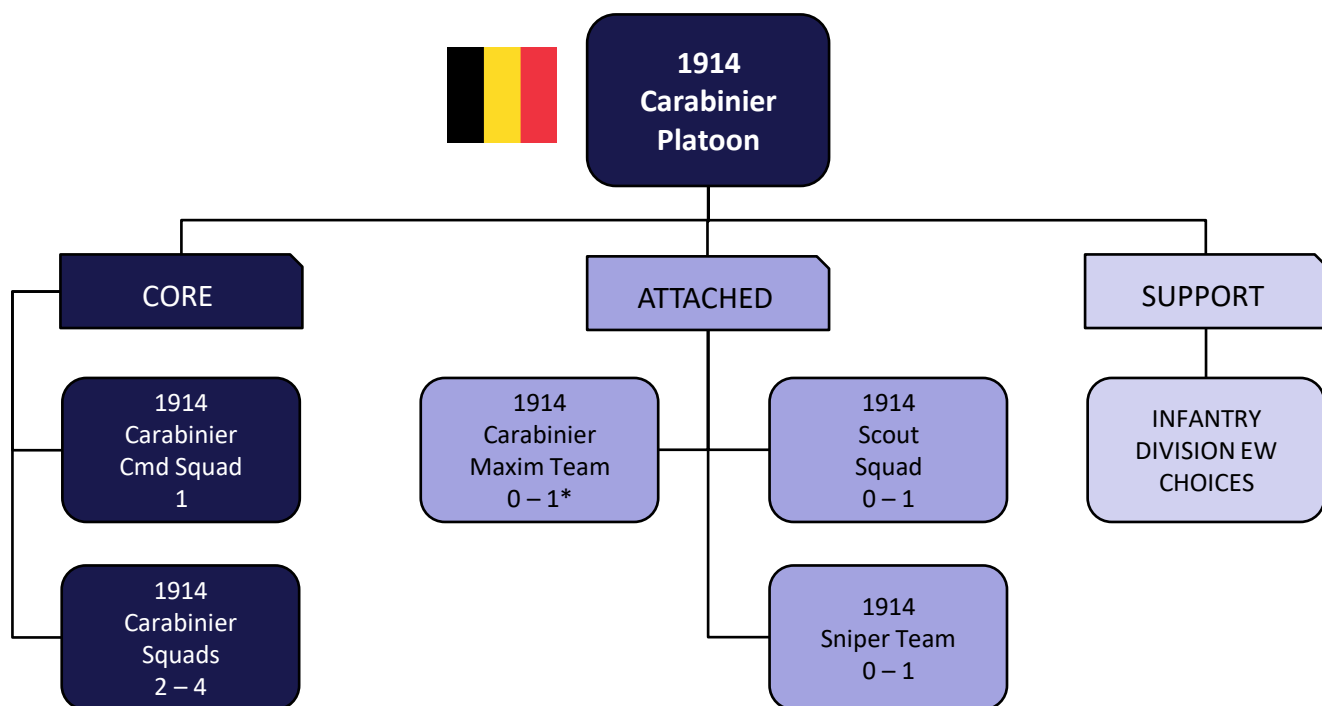 1914
Carabinier
Platoon
CORE
ATTACHED
SUPPORT
1914
Carabinier
Cmd Squad
1
1914
Carabinier
Maxim Team
0 – 1*
1914
Scout
Squad
0 – 1
INFANTRY
DIVISION EW
CHOICES
1914
Carabinier
Squads
2 – 4
1914
Sniper Team
0 – 1